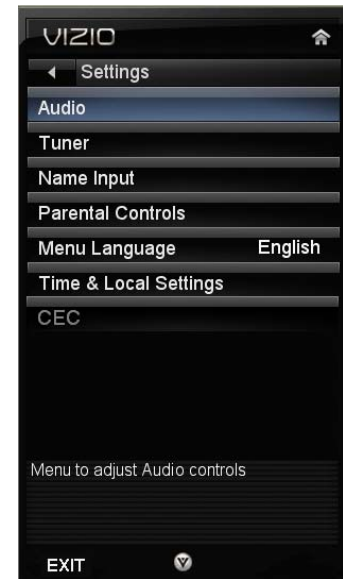 VIZIO
Settings
Audio
Tuner
Name Input
Parental Controls
Menu Language English
Time & Local Settings
CEC
Menu to adjust Audio controls
EXIT V